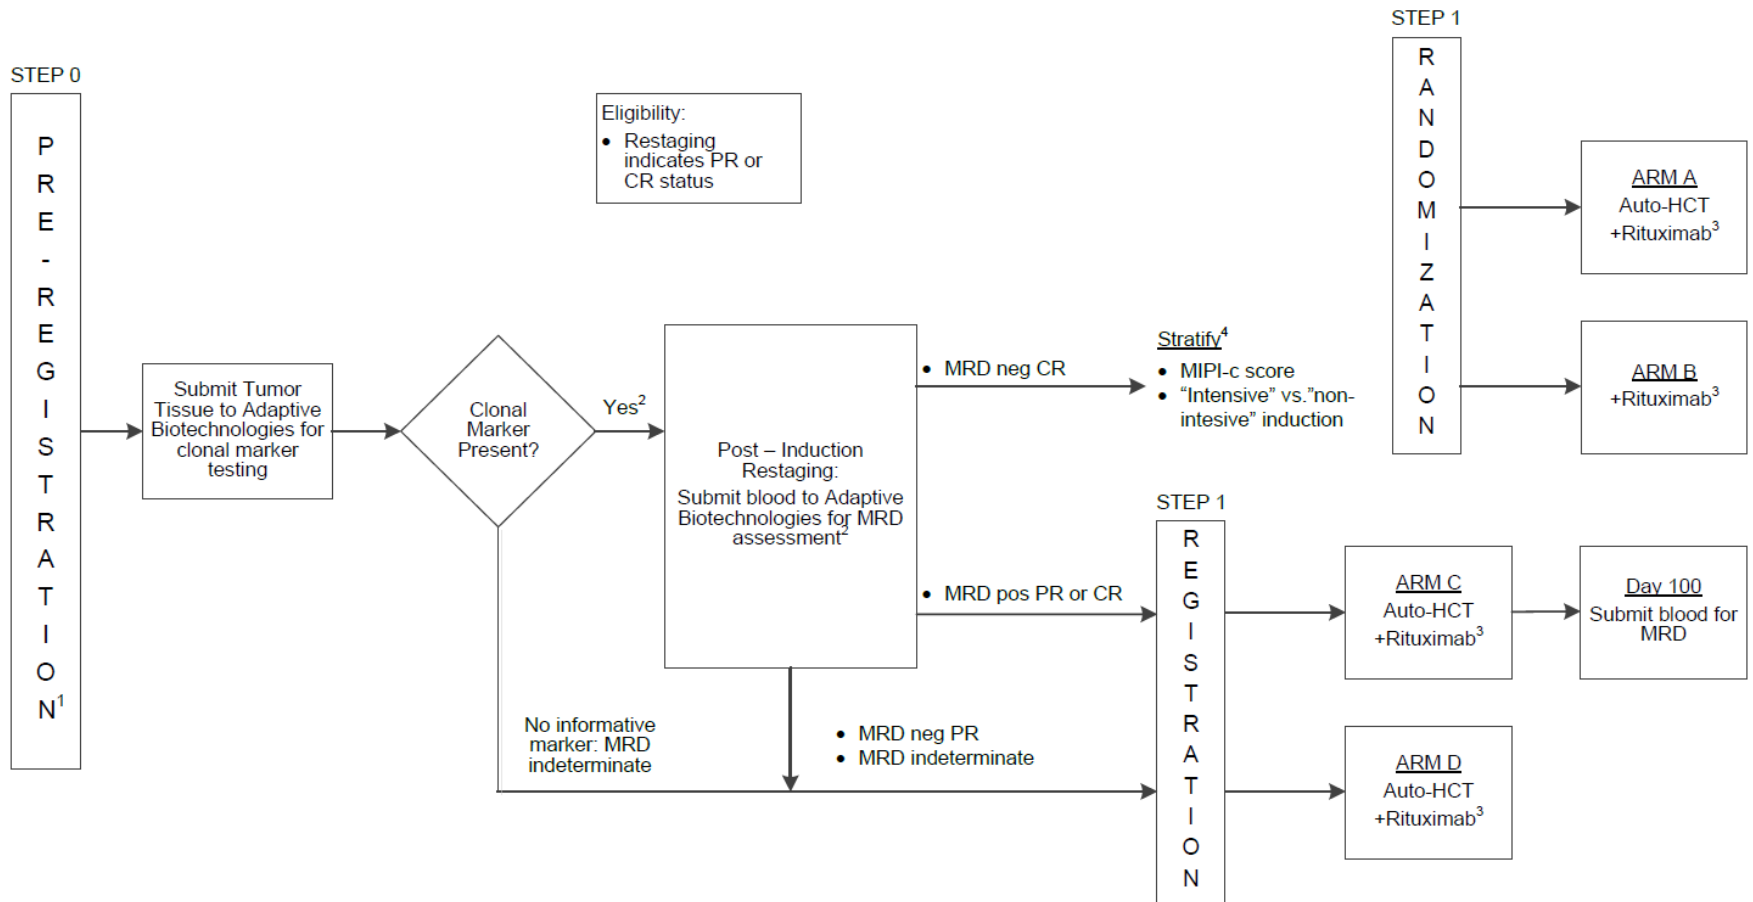 STEP 0
P
R
E
-
R
E
G
I
S
T
R
A
T
I
O
N1
Submit Tumor
Tissue to Adaptive
Biotechnologies for
clonal marker
testing
Clonal
Marker
Present?
Yes2
No informative
marker: MRD
indeterminate
Eligibility:
• Restaging
indicates PR or
CR status
Post – Induction
Restaging:
Submit blood to Adaptive
Biotechnologies for MRD
assessment2
• MRD neg CR
• MRD pos PR or CR
• MRD neg PR
• MRD indeterminate
Stratify4
• MIPI-c score
• “Intensive” vs.”non-
intesive” induction
STEP 1
R
A
N
D
O
M
I
Z
A
T
I
O
N
ARM A
Auto-HCT
+Rituximab3
ARM B
+Rituximab3
STEP 1
R
E
G
I
S
T
R
A
T
I
O
N
ARM C
Auto-HCT
+Rituximab3
Day 100
Submit blood for
MRD
ARM D
Auto-HCT
+Rituximab3